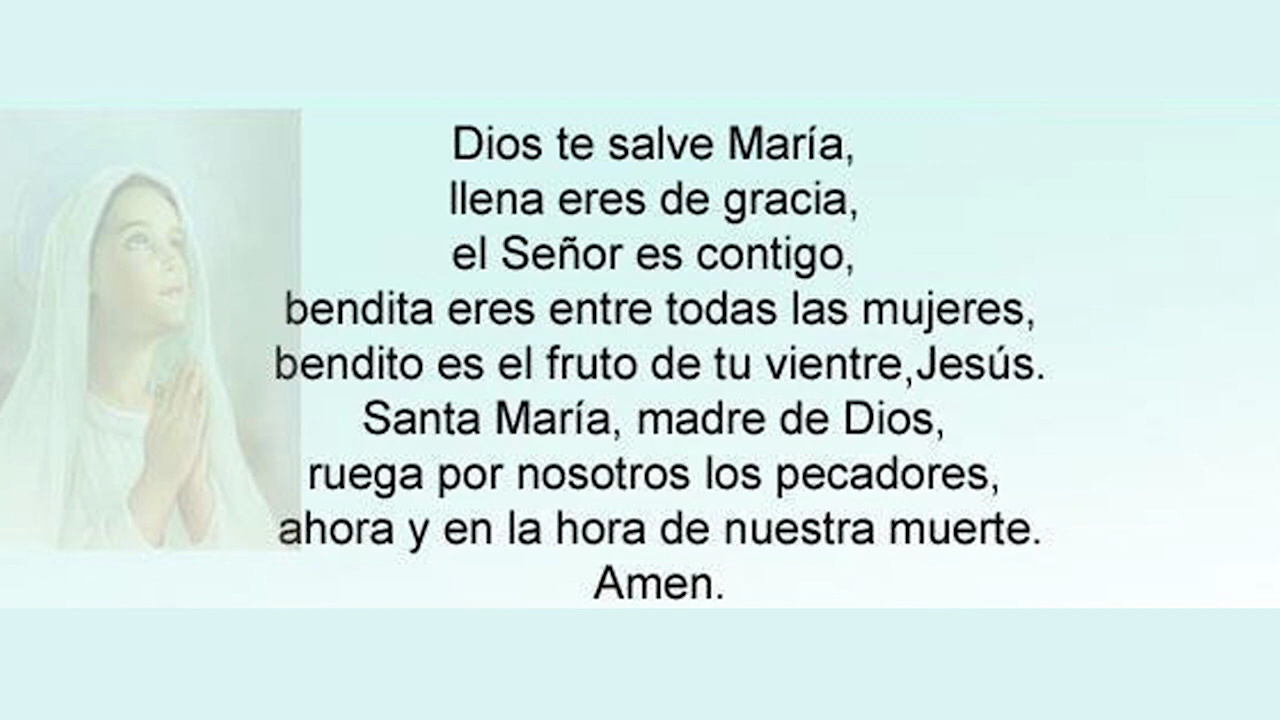 Dios te salve María,
llena eres de gracia,
el Señor es contigo,
bendita eres entre todas las mujeres,
bendito es el fruto de tu vientre,Jesús.
Santa María, madre de Dios,
ruega por nosotros los pecadores,
ahora y en la hora de nuestra muerte.
Amen.